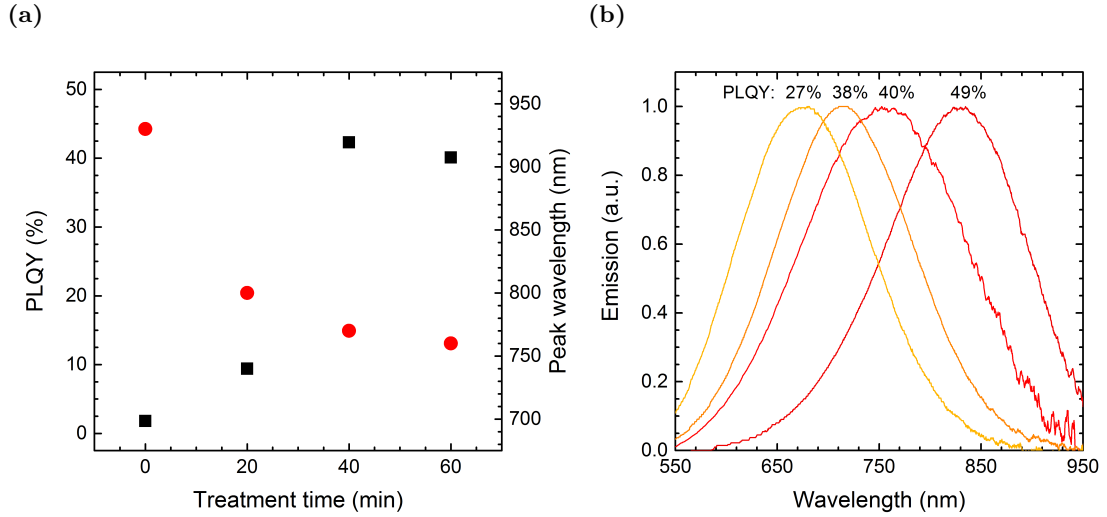 (a)
PLQY (%)
50
40
30
20
10
0
0 20 40 60
Treatment time (min)
950
900
850
800
750
700
Peak wavelength (nm)
(b)
PLQY: 27% 38% 40% 49%
Emission (a.u.)
1.0
0.8
0.6
0.4
0.2
0.0
550 650 750 850 950
Wavelength (nm)